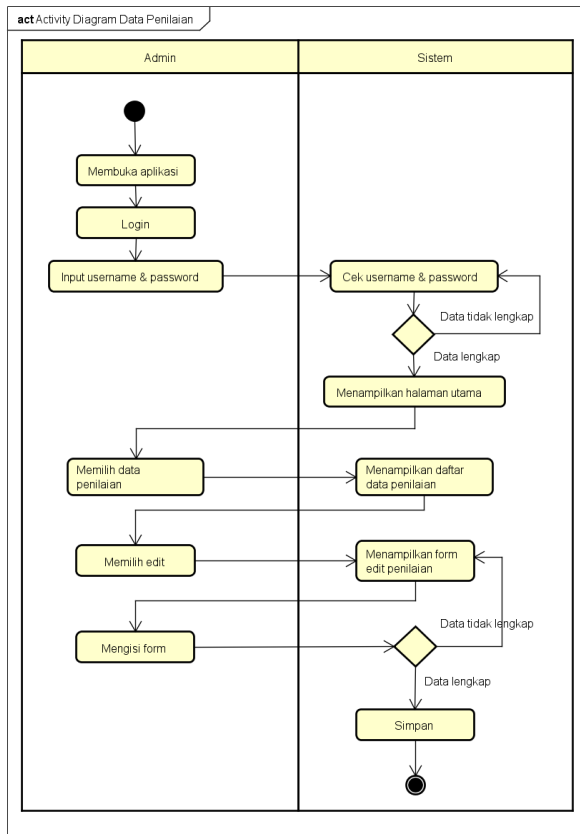 act Activity Diagram Data Penilaian
Admin
Sistem
Membuka aplikasi
Login
Input username & password
Cek username & password
Data tidak lengkap
Data lengkap
Menampilkan halaman utama
Memilih data
penilaian
Menampilkan daftar
data penilaian
Memilih edit
Menampilkan form
edit penilaian
Data tidak lengkap
Mengisi form
Data lengkap
Simpan